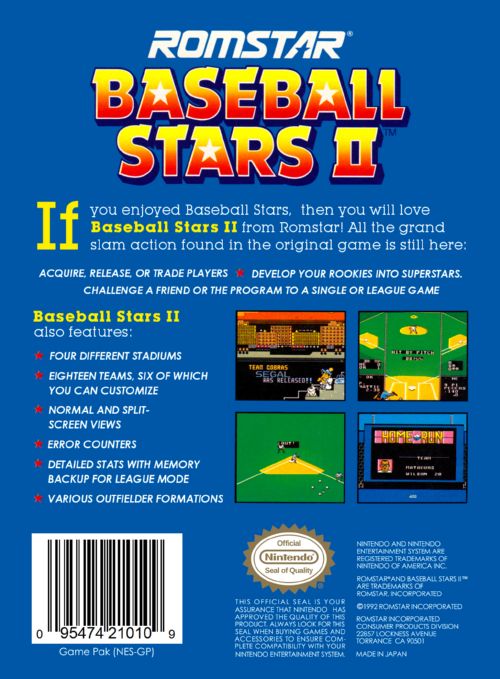 ROMSTAR®
BASEBALL
STARS II™
If you enjoyed Baseball Stars, then you will love
Baseball Stars II from Romstar! All the grand
slam action found in the original game is still here:
ACQUIRE, RELEASE, OR TRADE PLAYERS ★ DEVELOP YOUR ROOKIES INTO SUPERSTARS.
CHALLENGE A FRIEND OR THE PROGRAM TO A SINGLE OR LEAGUE GAME
Baseball Stars II
also features:
★ FOUR DIFFERENT STADIUMS
★ EIGHTEEN TEAMS, SIX OF WHICH
YOU CAN CUSTOMIZE
★ NORMAL AND SPLIT-
SCREEN VIEWS
★ ERROR COUNTERS
★ DETAILED STATS WITH MEMORY
BACKUP FOR LEAGUE MODE
★ VARIOUS OUTFIELDER FORMATIONS
TEAM COBRAS
SEGAL
WAS RELEASED!!
HIT BY PITCH
OUT!
HOME RUN
TEAM
0 95474 21010 9
Game Pak (NES-GP)
Official
Nintendo®
Seal of Quality
THIS OFFICIAL SEAL IS YOUR
ASSURANCE THAT NINTENDO HAS
APPROVED THE QUALITY OF THIS
PRODUCT. ALWAYS LOOK FOR THIS
SEAL WHEN BUYING GAMES AND
ACCESSORIES TO ENSURE COM-
PLETE COMPATIBILITY WITH YOUR
NINTENDO ENTERTAINMENT SYSTEM.
NINTENDO AND NINTENDO
ENTERTAINMENT SYSTEM ARE
REGISTERED TRADEMARKS OF
NINTENDO OF AMERICA INC.
ROMSTAR® AND BASEBALL STARS II™
ARE TRADEMARKS OF
ROMSTAR, INCORPORATED
©1992 ROMSTAR INCORPORATED
ROMSTAR INCORPORATED
CONSUMER PRODUCTS DIVISION
22857 LOCKNESS AVENUE
TORRANCE CA 90501
MADE IN JAPAN